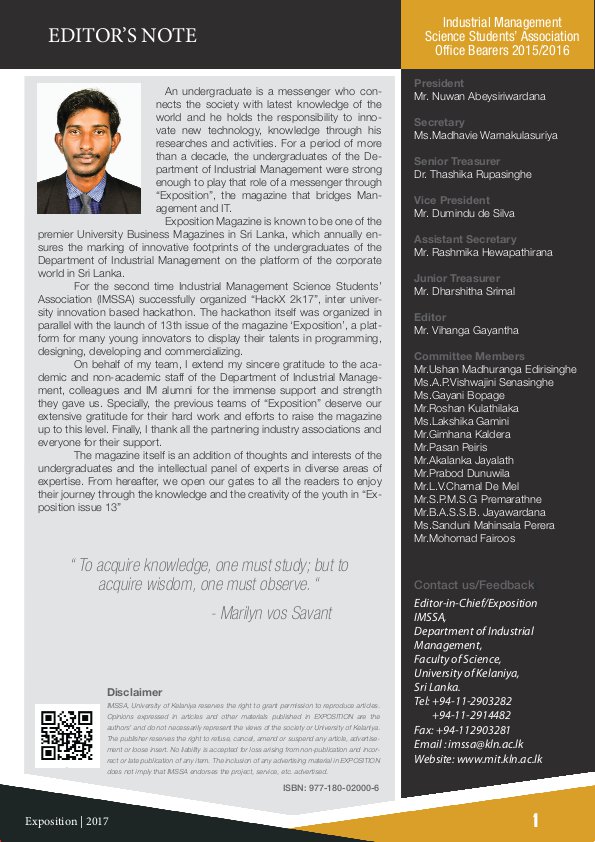 EDITOR'S NOTE
An undergraduate is a messenger who con-
nects the society with latest knowledge of the
world and he holds the responsibility to inno-
vate new technology, knowledge through his
researches and activities. For a period of more
than a decade, the undergraduates of the De-
partment of Industrial Management were strong
enough to play that role of a messenger through
"Exposition", the magazine that bridges Man-
agement and IT.
Exposition Magazine is known to be one of the
premier University Business Magazines in Sri Lanka, which annually en-
sures the marking of innovative footprints of the undergraduates of the
Department of Industrial Management on the platform of the corporate
world in Sri Lanka.
For the second time Industrial Management Science Students'
Association (IMSSA) successfully organized "HackX 2k17", inter univer-
sity innovation based hackathon. The hackathon itself was organized in
parallel with the launch of 13th issue of the magazine 'Exposition', a plat-
form for many young innovators to display their talents in programming,
designing, developing and commercializing.
On behalf of my team, I extend my sincere gratitude to the aca-
demic and non-academic staff of the Department of Industrial Manage-
ment, colleagues and IM alumni for the immense support and strength
they gave us. Specially, the previous teams of "Exposition" deserve our
extensive gratitude for their hard work and efforts to raise the magazine
up to this level. Finally, I thank all the partnering industry associations and
everyone for their support.
The magazine itself is an addition of thoughts and interests of the
undergraduates and the intellectual panel of experts in diverse areas of
expertise. From hereafter, we open our gates to all the readers to enjoy
their journey through the knowledge and the creativity of the youth in "Ex-
position issue 13"
" To acquire knowledge, one must study; but to
acquire wisdom, one must observe. "
- Marilyn vos Savant
Disclaimer
IMSSA, University of Kelaniya reserves the right to grant permission to reproduce articles.
Opinions expressed in articles and other materials published in EXPOSITION are the
authors' and do not necessarily represent the views of the society or University of Kelaniya.
The publisher reserves the right to refuse, cancel, amend or suspend any article, advertise-
ment or loose insert. No liability is accepted for loss arising from non-publication and incor-
rect or late publication of any item. The inclusion of any advertising material in EXPOSITION
does not imply that IMSSA endorses the project, service, etc. advertised.
ISBN: 977-180-02000-6
Industrial Management
Science Students' Association
Office Bearers 2015/2016
President
Mr. Nuwan Abeysiriwardana
Secretary
Ms.Madhavie Warnakulasuriya
Senior Treasurer
Dr. Thashika Rupasinghe
Vice President
Mr. Dumindu de Silva
Assistant Secretary
Mr. Rashmika Hewapathirana
Junior Treasurer
Mr. Dharshitha Srimal
Editor
Mr. Vihanga Gayantha
Committee Members
Mr.Ushan Madhuranga Edirisinghe
Ms.A.P.Vishwajini Senasinghe
Ms.Gayani Bopage
Mr.Roshan Kulathilaka
Ms.Lakshika Gamini
Mr.Gimhana Kaldera
Mr.Pasan Peiris
Mr.Akalanka Jayalath
Mr.Prabod Dunuwila
Mr.L.V.Chamal De Mel
Mr.S.P.M.S.G Premarathne
Mr.B.A.S.S.B. Jayawardana
Ms.Sanduni Mahinsala Perera
Mr.Mohomad Fairoos
Contact us/Feedback
Editor-in-Chief/Exposition
IMSSA,
Department of Industrial
Management,
Faculty of Science,
University of Kelaniya,
Sri Lanka.
Tel: +94-11-2903282
+94-11-2914482
Fax: +94-112903281
Email : imssa@kln.ac.lk
Website: www.mit.kln.ac.lk
Exposition | 2017
1